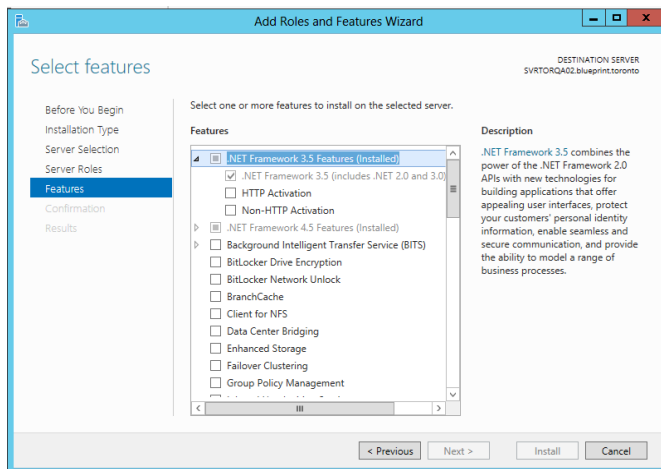 Add Roles and Features Wizard
Select features
DESTINATION SERVER
SVRTORQA02.blueprint.toronto
Before You Begin
Installation Type
Server Selection
Server Roles
Features
Confirmation
Results
Select one or more features to install on the selected server.
Features
.NET Framework 3.5 Features (Installed)
.NET Framework 3.5 (includes .NET 2.0 and 3.0)
HTTP Activation
Non-HTTP Activation
.NET Framework 4.5 Features (Installed)
Background Intelligent Transfer Service (BITS)
BitLocker Drive Encryption
BitLocker Network Unlock
BranchCache
Client for NFS
Data Center Bridging
Enhanced Storage
Failover Clustering
Group Policy Management
Description
.NET Framework 3.5 combines the
power of the .NET Framework 2.0
APIs with new technologies for
building applications that offer
appealing user interfaces, protect
your customers' personal identity
information, enable seamless and
secure communication, and provide
the ability to model a range of
business processes.
< Previous
Next >
Install
Cancel